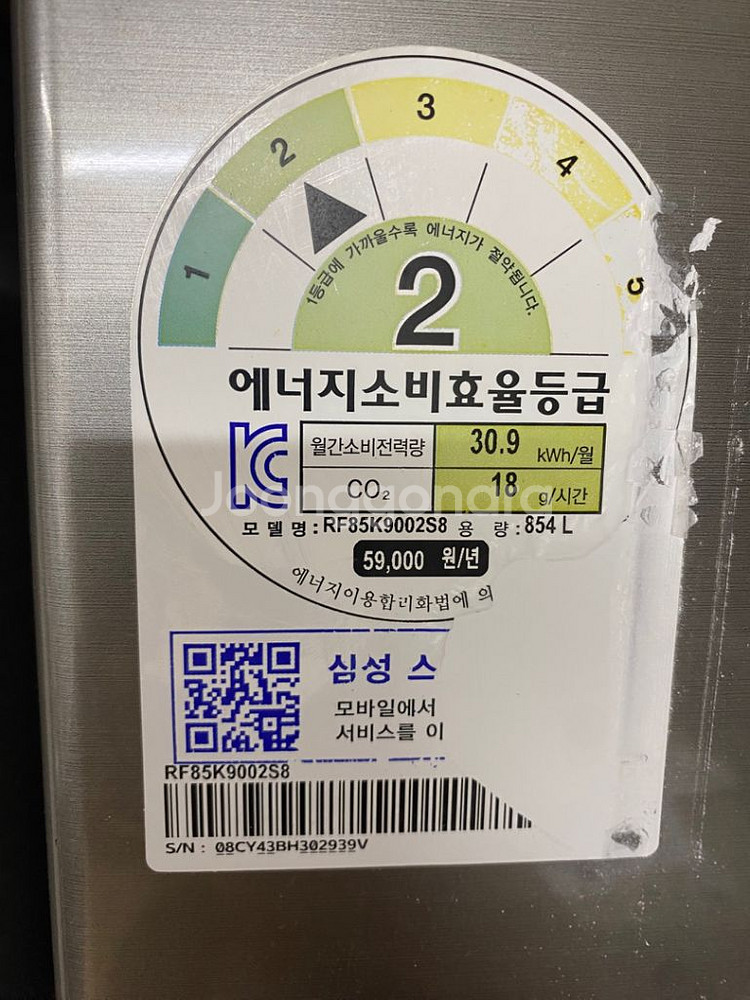 1 2 3 4 5
1등급에 가까울수록 에너지가 절약됩니다.
2
에너지소비효율등급
월간소비전력량 30.9 kWh/월
CO₂ 18 g/시간
Joonggonara
모델명:RF85K9002S8 용 량:854 L
59,000 원/년
에너지이용합리화법에 의
삼성 스
모바일에서
서비스를 이
RF85K9002S8
S/N : 08CY43BH302939V